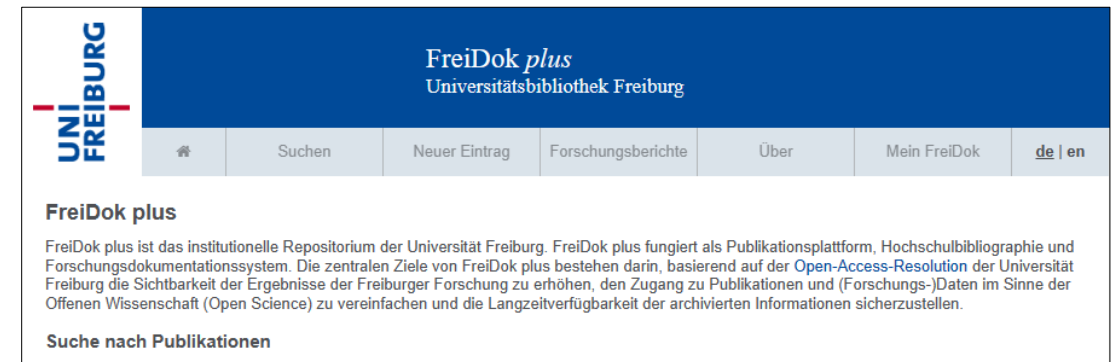 UNI
FREIBURG
FreiDok plus
Universitätsbibliothek Freiburg
Suchen
Neuer Eintrag
Forschungsberichte
Über
Mein FreiDok
de | en
FreiDok plus
FreiDok plus ist das institutionelle Repositorium der Universität Freiburg. FreiDok plus fungiert als Publikationsplattform, Hochschulbibliographie und
Forschungsdokumentationssystem. Die zentralen Ziele von FreiDok plus bestehen darin, basierend auf der Open-Access-Resolution der Universität
Freiburg die Sichtbarkeit der Ergebnisse der Freiburger Forschung zu erhöhen, den Zugang zu Publikationen und (Forschungs-)Daten im Sinne der
Offenen Wissenschaft (Open Science) zu vereinfachen und die Langzeitverfügbarkeit der archivierten Informationen sicherzustellen.
Suche nach Publikationen